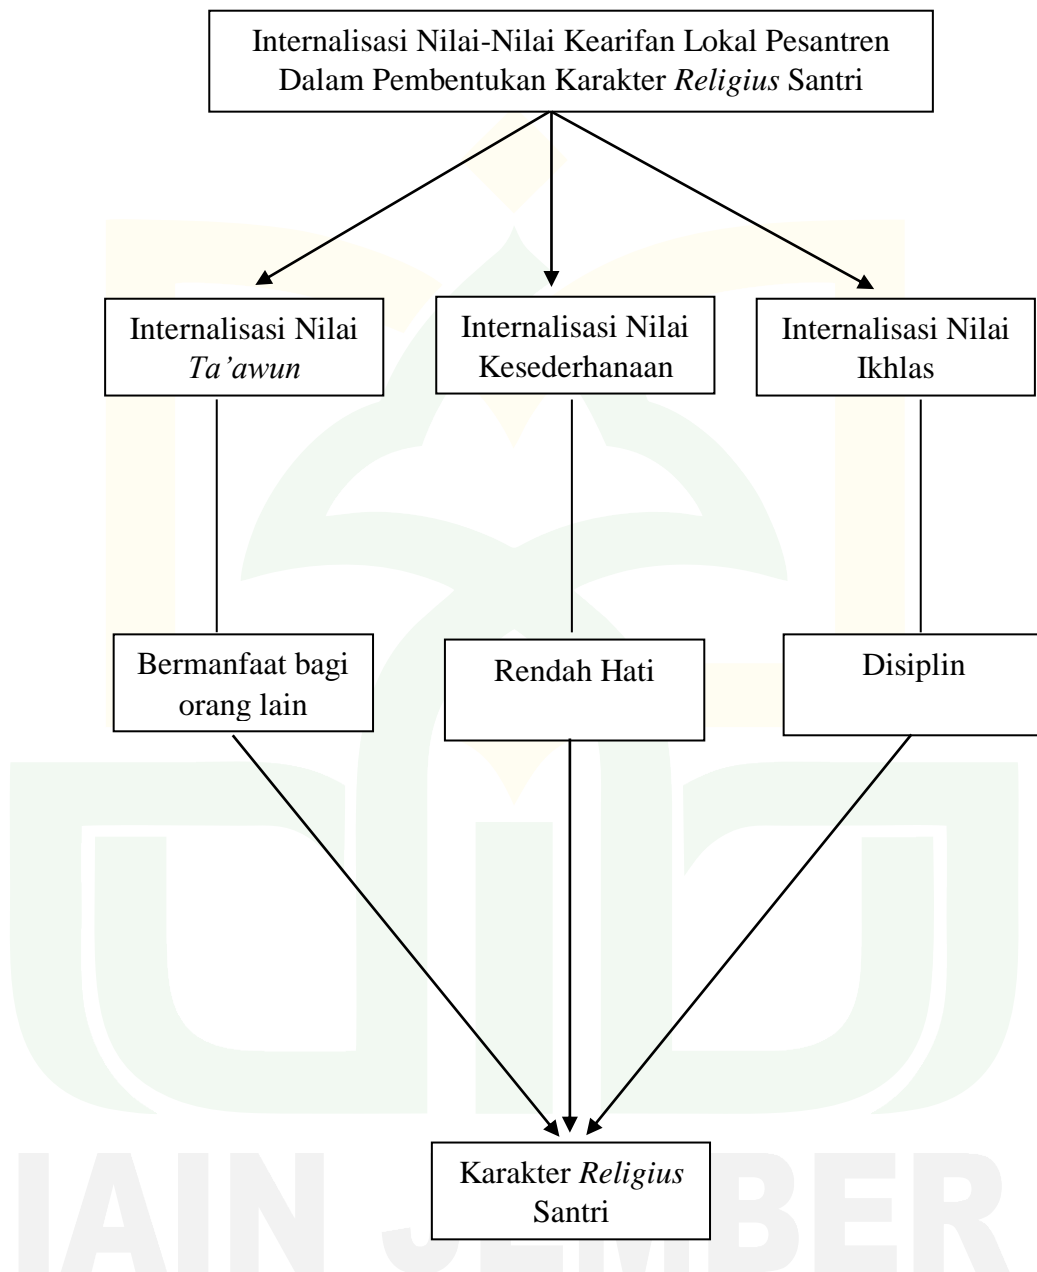 Internalisasi Nilai-Nilai Kearifan Lokal Pesantren
Dalam Pembentukan Karakter Religius Santri
Internalisasi Nilai
Ta’awun
Internalisasi Nilai
Kesederhanaan
Internalisasi Nilai
Ikhlas
Bermanfaat bagi
orang lain
Rendah Hati
Disiplin
Karakter Religius
Santri
IAIN JEMBER